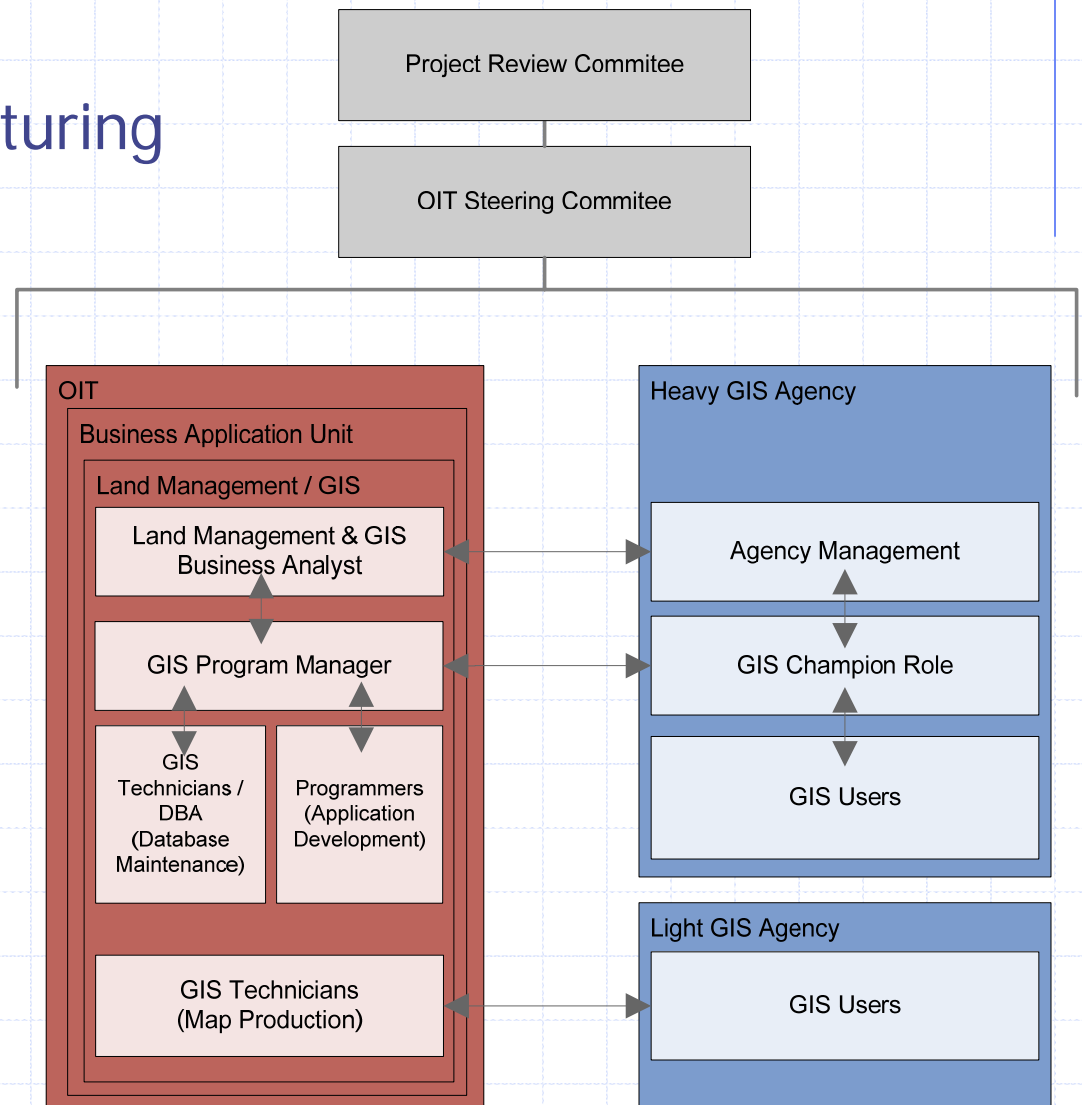 Project Review Commitee
turing
OIT Steering Commitee
OIT
Business Application Unit
Land Management / GIS
Land Management & GIS
Business Analyst
GIS Program Manager
GIS
Technicians /
DBA
(Database
Maintenance)
Programmers
(Application
Development)
GIS Technicians
(Map Production)
Heavy GIS Agency
Agency Management
GIS Champion Role
GIS Users
Light GIS Agency
GIS Users